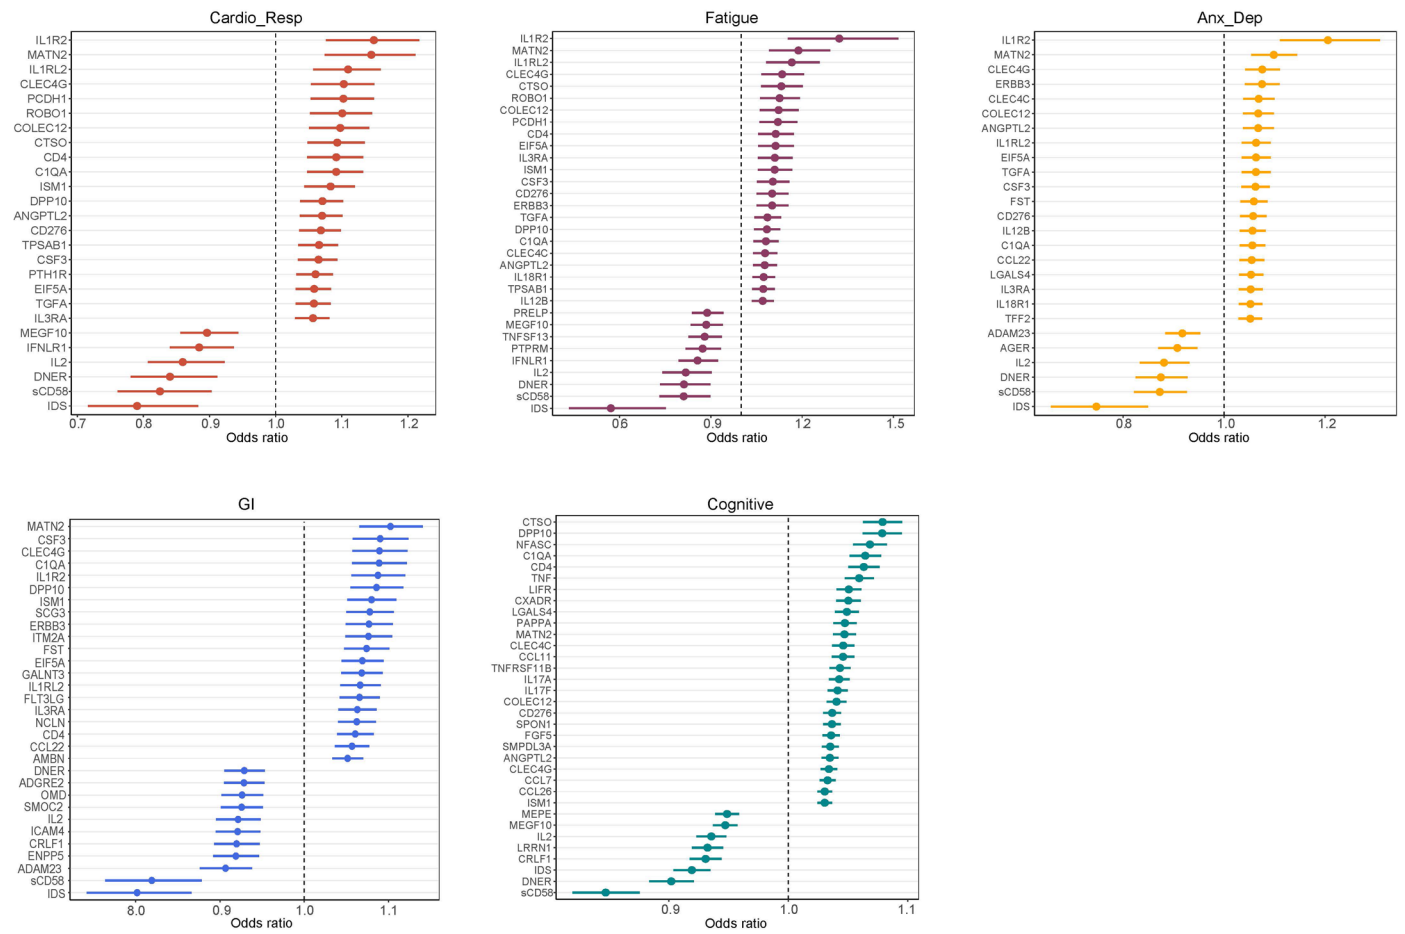 Cardio_Resp
IL1R2
MATN2
IL1RL2
CLEC4G
PCDH1
ROBO1
COLEC12
CTSO
CD4
C1QA
ISM1
DPP10
ANGPTL2
CD276
TPSAB1
CSF3
PTH1R
EIF5A
TGFA
IL3RA
MEGF10
IFNLR1
IL2
DNER
sCD58
IDS
0.7 0.8 0.9 1.0 1.1 1.2
Odds ratio
Fatigue
IL1R2
MATN2
IL1RL2
CLEC4G
CTSO
ROBO1
COLEC12
PCDH1
CD4
EIF5A
IL3RA
ISM1
CSF3
CD276
ERBB3
TGFA
DPP10
C1QA
CLEC4C
ANGPTL2
IL18R1
TPSAB1
IL12B
PRELP
MEGF10
TNFSF13
PTPRM
IFNLR1
IL2
DNER
sCD58
IDS
0.6 0.9 1.2 1.5
Odds ratio
Anx_Dep
IL1R2
MATN2
CLEC4G
ERBB3
CLEC4C
COLEC12
ANGPTL2
IL1RL2
EIF5A
TGFA
CSF3
FST
CD276
IL12B
C1QA
CCL22
LGALS4
IL3RA
IL18R1
TFF2
ADAM23
AGER
IL2
DNER
sCD58
IDS
0.8 1.0 1.2
Odds ratio
GI
MATN2
CSF3
CLEC4G
C1QA
IL1R2
DPP10
ISM1
SCG3
ERBB3
ITM2A
FST
EIF5A
GALNT3
IL1RL2
FLT3LG
IL3RA
NCLN
CD4
CCL22
AMBN
DNER
ADGRE2
OMD
SMOC2
IL2
ICAM4
CRLF1
ENPP5
ADAM23
sCD58
IDS
8.0 0.9 1.0 1.1
Odds ratio
Cognitive
CTSO
DPP10
NFASC
C1QA
CD4
TNF
LIFR
CXADR
LGALS4
PAPPA
MATN2
CLEC4C
CCL11
TNFRSF11B
IL17A
IL17F
COLEC12
CD276
SPON1
FGF5
SMPDL3A
ANGPTL2
CLEC4G
CCL7
CCL26
ISM1
MEPE
MEGF10
IL2
LRRN1
CRLF1
IDS
DNER
sCD58
0.9 1.0 1.1
Odds ratio